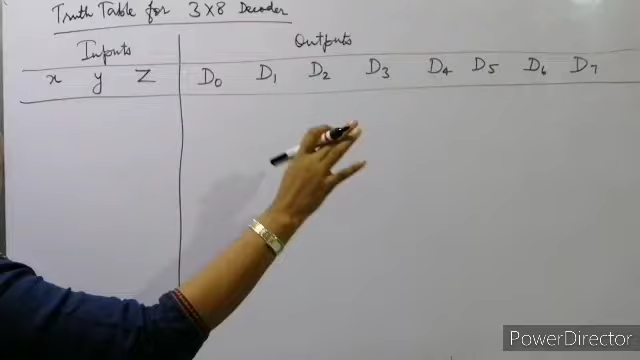 Truth Table for 3X8 Decoder
Inputs Outputs
x y Z D₀ D₁ D₂ D₃ D₄ D₅ D₆ D₇
PowerDirector